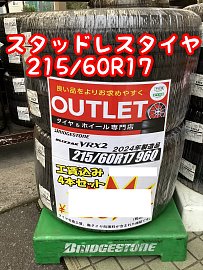 スタッドレスタイヤ
215/60R17
良い品をよりお求めやすく
OUTLET
タイヤ&ホイール専門店
BRIDGESTONE
BLIZZAK VRX2
2024年製造品
215/60R17 96Q
工賃込み
4本セット
BRIDGESTONE